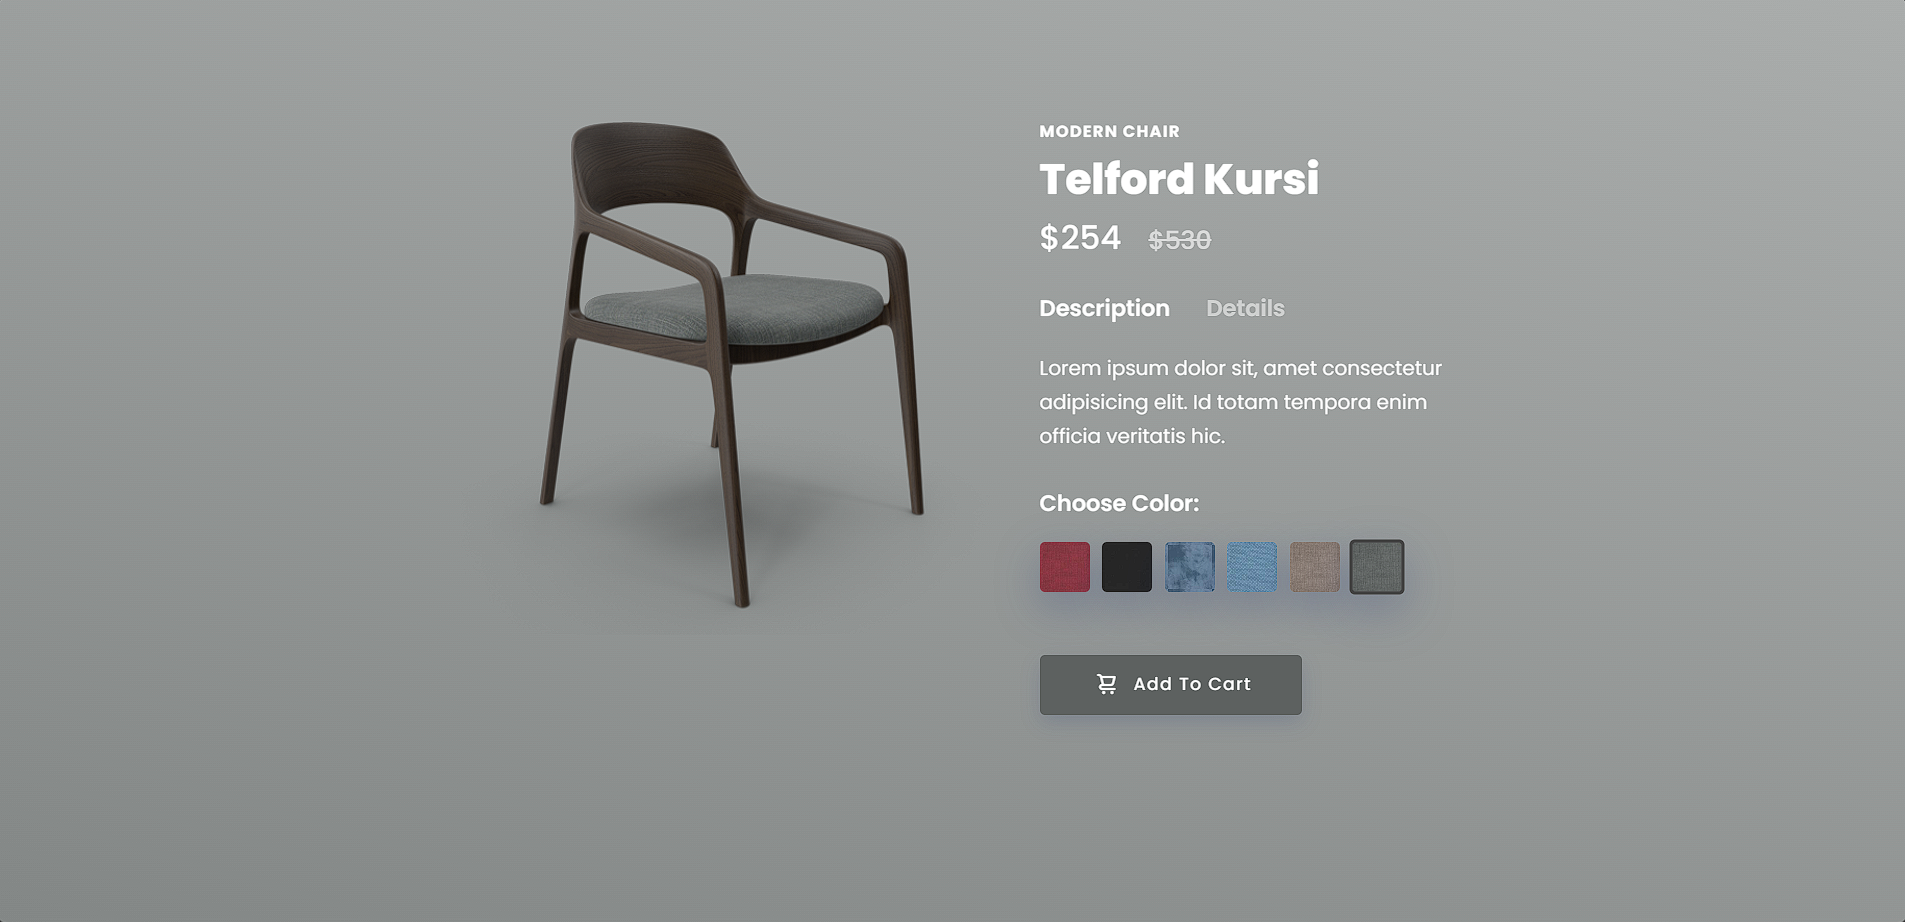 MODERN CHAIR
Telford Kursi
$254 $530
Description Details
Lorem ipsum dolor sit, amet consectetur
adipisicing elit. Id totam tempora enim
officia veritatis hic.
Choose Color:
Add To Cart